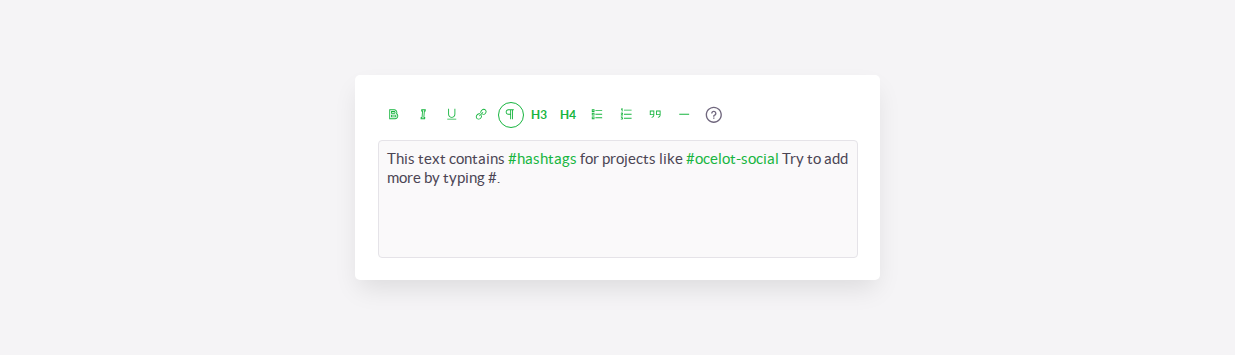 B I U ¶ H3 H4 ?
This text contains #hashtags for projects like #ocelot-social Try to add
more by typing #.